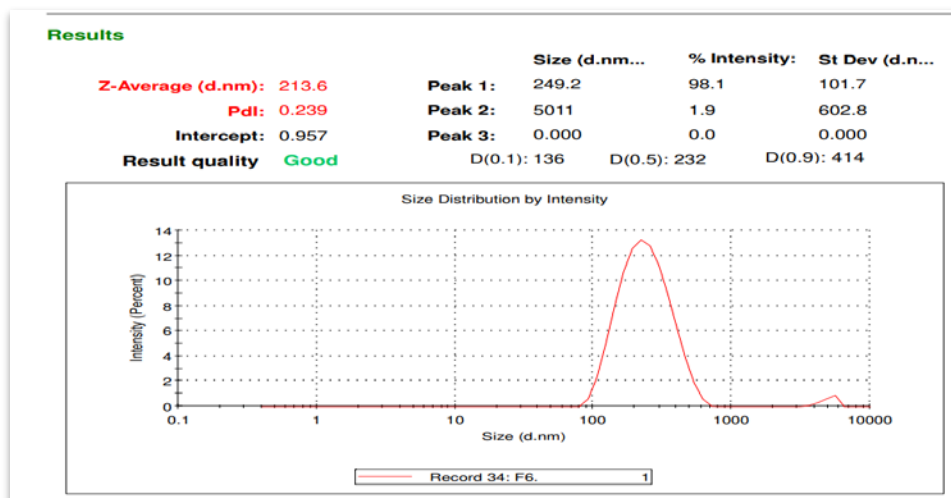 Results
Size (d.nm... % Intensity: St Dev (d.n...
Z-Average (d.nm): 213.6 Peak 1: 249.2 98.1 101.7
PdI: 0.239 Peak 2: 5011 1.9 602.8
Intercept: 0.957 Peak 3: 0.000 0.0 0.000
Result quality Good D(0.1): 136 D(0.5): 232 D(0.9): 414
Size Distribution by Intensity
Intensity (Percent)
14
12
10
8
6
4
2
0
0.1 1 10 100 1000 10000
Size (d.nm)
Record 34: F6. 1